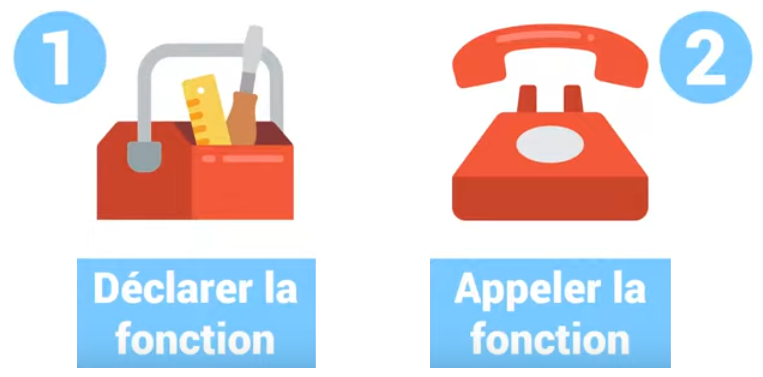 1
Déclarer la
fonction
2
Appeler la
fonction